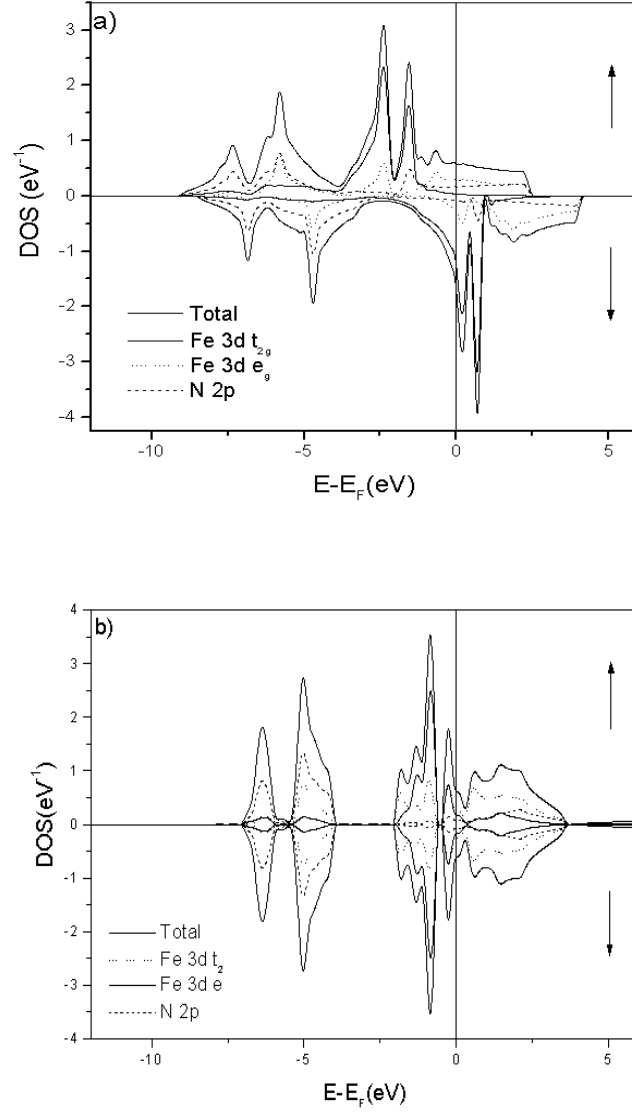 a)
3
2
1
0
-1
-2
-3
-4
DOS (eV⁻¹)
Total
Fe 3d t₂g
Fe 3d eg
N 2p
-10 -5 0 5
E-EF(eV)
b)
4
3
2
1
0
-1
-2
-3
-4
DOS(eV⁻¹)
Total
Fe 3d t₂
Fe 3d e
N 2p
-10 -5 0 5
E-EF(eV)